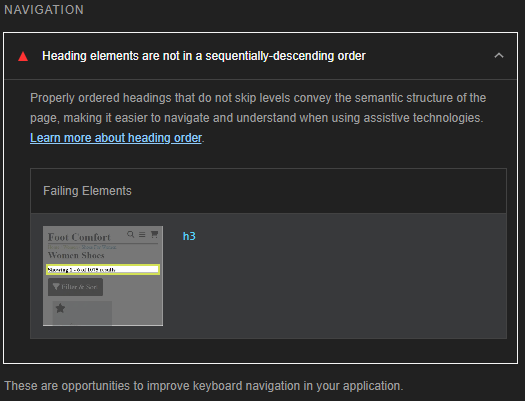 NAVIGATION
Heading elements are not in a sequentially-descending order
Properly ordered headings that do not skip levels convey the semantic structure of the
page, making it easier to navigate and understand when using assistive technologies.
Learn more about heading order.
Failing Elements
Foot Comfort
Women Shoes
Showing 1 - 6 of 1079 results
Filter & Sort
h3
These are opportunities to improve keyboard navigation in your application.